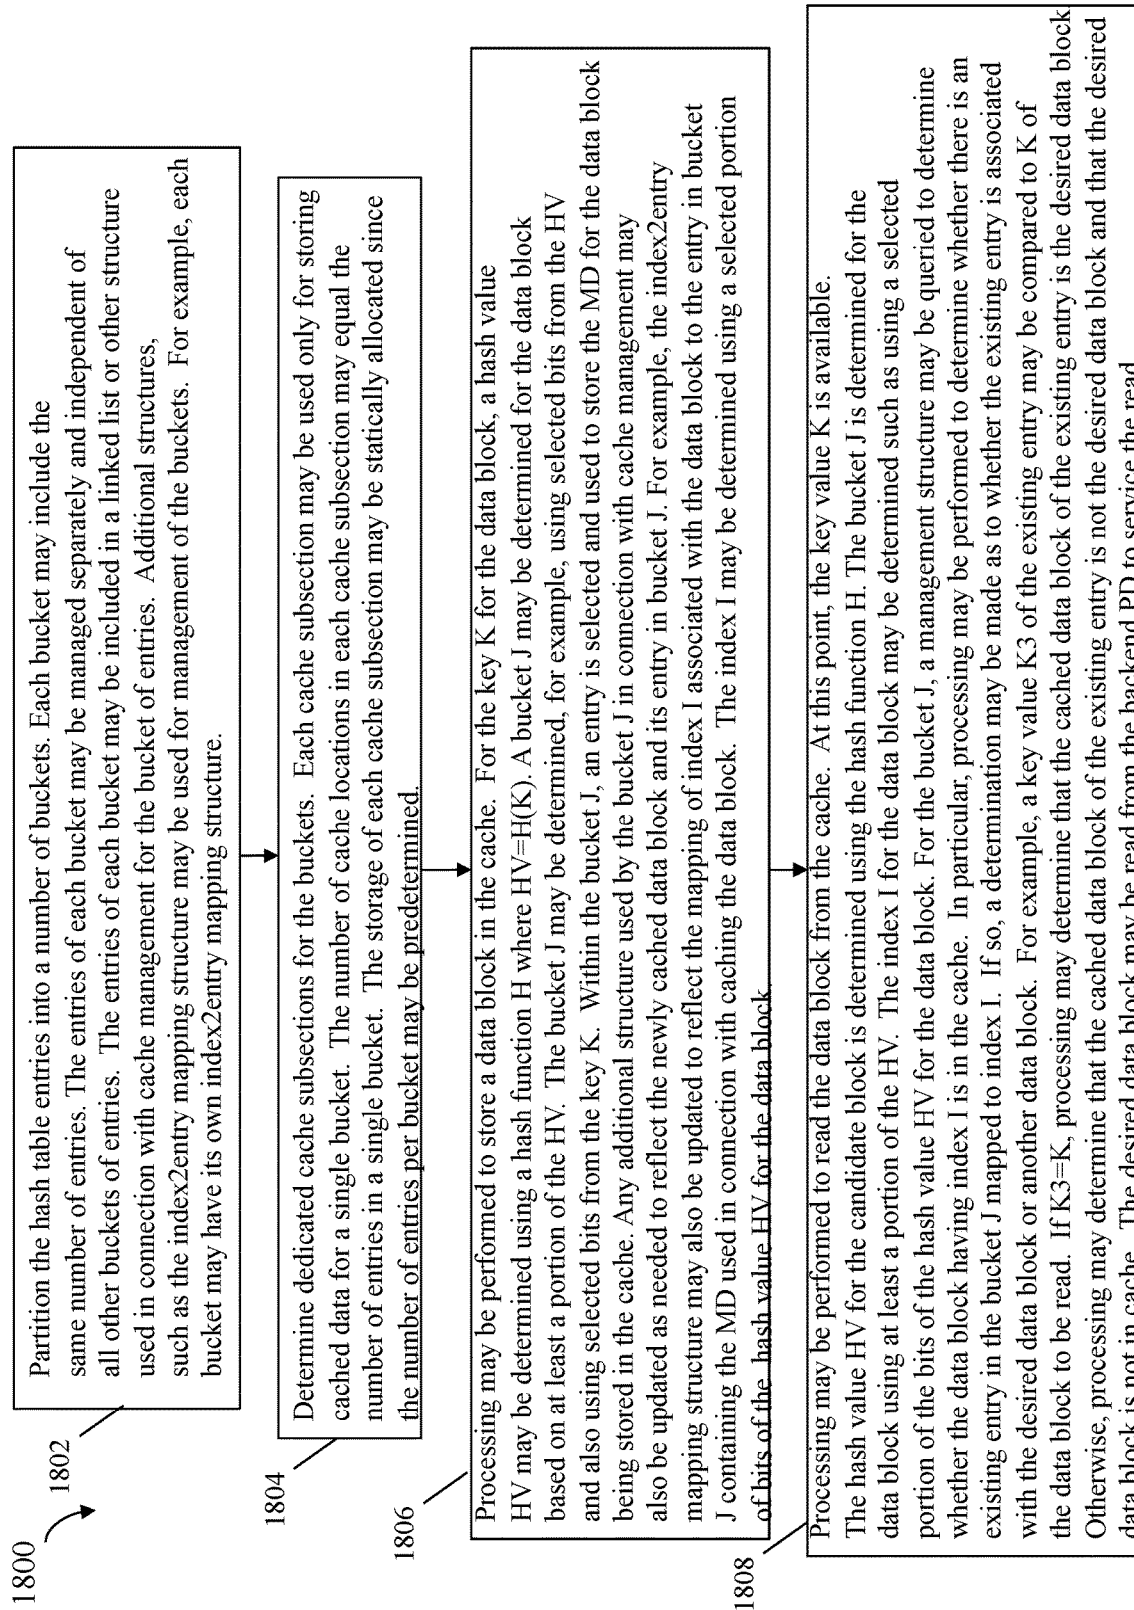 1800
1802
Partition the hash table entries into a number of buckets. Each bucket may include the
same number of entries. The entries of each bucket may be managed separately and independent of
all other buckets of entries. The entries of each bucket may be included in a linked list or other structure
used in connection with cache management for the bucket of entries. Additional structures,
such as the index2entry mapping structure may be used for management of the buckets. For example, each
bucket may have its own index2entry mapping structure.
1804
Determine dedicated cache subsections for the buckets. Each cache subsection may be used only for storing
cached data for a single bucket. The number of cache locations in each cache subsection may equal the
number of entries in a single bucket. The storage of each cache subsection may be statically allocated since
the number of entries per bucket may be predetermined.
1806
Processing may be performed to store a data block in the cache. For the key K for the data block, a hash value
HV may be determined using a hash function H where HV=H(K). A bucket J may be determined for the data block
based on at least a portion of the HV. The bucket J may be determined, for example, using selected bits from the HV
and also using selected bits from the key K. Within the bucket J, an entry is selected and used to store the MD for the data block
being stored in the cache. Any additional structure used by the bucket J in connection with cache management may
also be updated as needed to reflect the newly cached data block and its entry in bucket J. For example, the index2entry
mapping structure may also be updated to reflect the mapping of index I associated with the data block to the entry in bucket
J containing the MD used in connection with caching the data block. The index I may be determined using a selected portion
of bits of the hash value HV for the data block
1808
Processing may be performed to read the data block from the cache. At this point, the key value K is available.
The hash value HV for the candidate block is determined using the hash function H. The bucket J is determined for the
data block using at least a portion of the HV. The index I for the data block may be determined such as using a selected
portion of the bits of the hash value HV for the data block. For the bucket J, a management structure may be queried to determine
whether the data block having index I is in the cache. In particular, processing may be performed to determine whether there is an
existing entry in the bucket J mapped to index I. If so, a determination may be made as to whether the existing entry is associated
with the desired data block or another data block. For example, a key value K3 of the existing entry may be compared to K of
the data block to be read. If K3=K, processing may determine that the cached data block of the existing entry is the desired data block.
Otherwise, processing may determine that the cached data block of the existing entry is not the desired data block and that the desired
data block is not in cache. The desired data block may be read from the backend PD to service the read